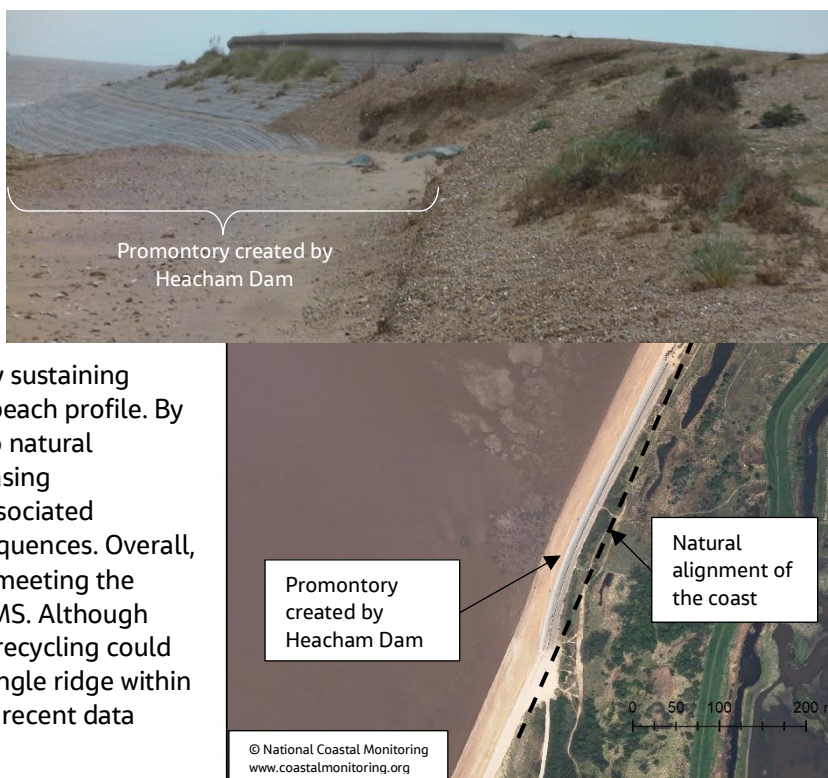 Promontory created by
Heacham Dam
y sustaining
beach profile. By
o natural
asing
ssociated
quences. Overall,
meeting the
MS. Although
recycling could
ngle ridge within
recent data
Promontory
created by
Heacham Dam
Natural
alignment of
the coast
0 50 100 200
© National Coastal Monitoring
www.coastalmonitoring.org